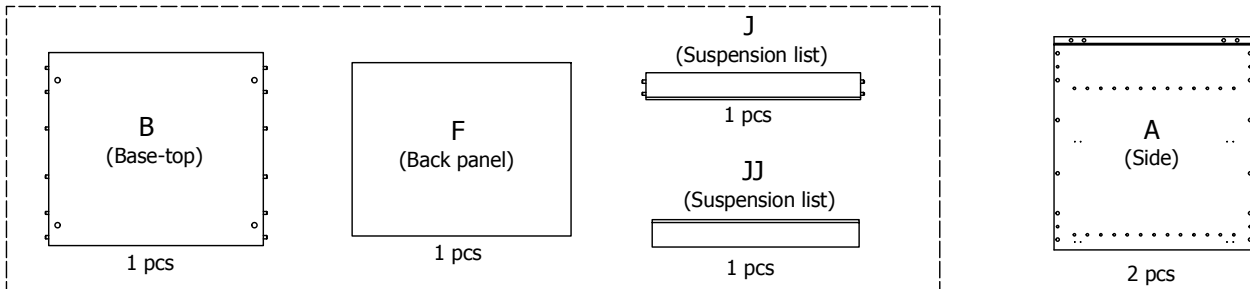 B
(Base-top)
1 pcs
F
(Back panel)
1 pcs
J
(Suspension list)
1 pcs
JJ
(Suspension list)
1 pcs
A
(Side)
2 pcs